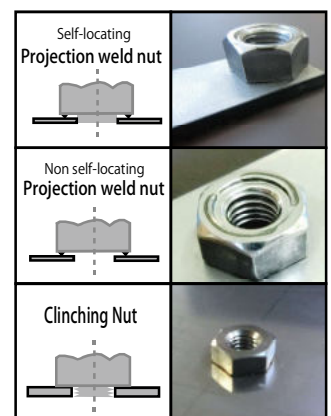 Self-locating
Projection weld nut
Non self-locating
Projection weld nut
Clinching Nut